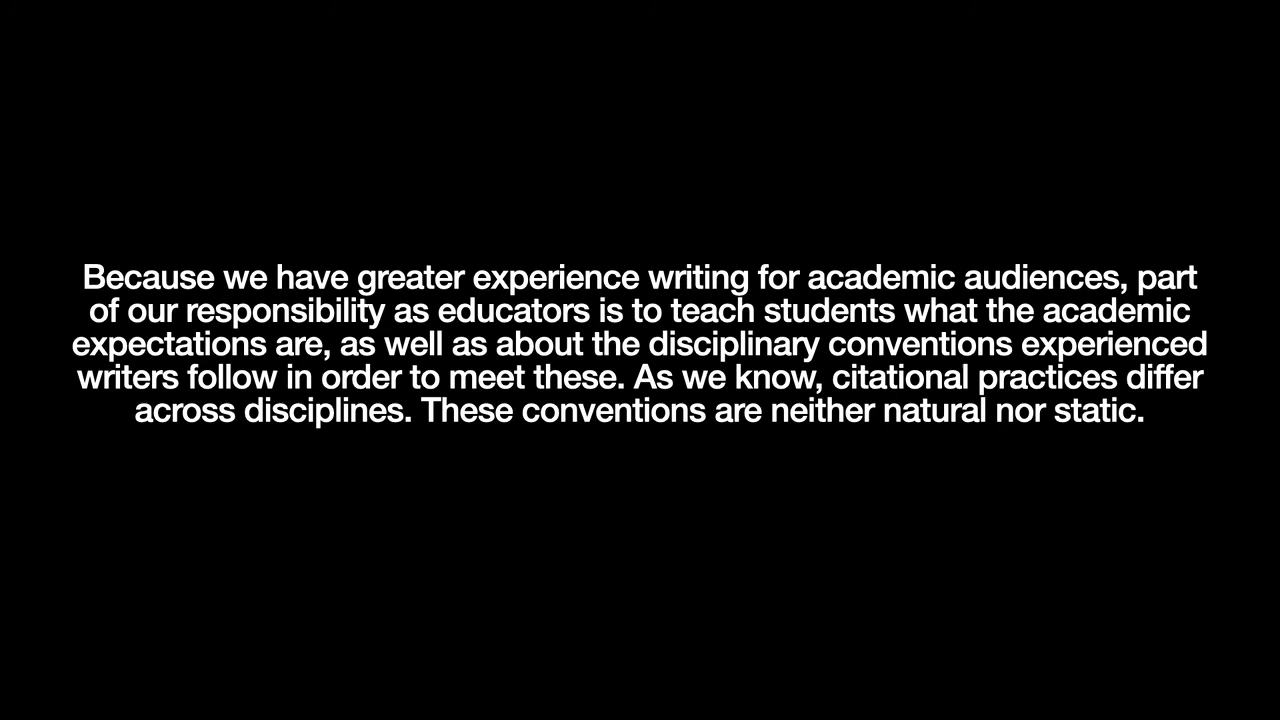 Because we have greater experience writing for academic audiences, part
of our responsibility as educators is to teach students what the academic
expectations are, as well as about the disciplinary conventions experienced
writers follow in order to meet these. As we know, citational practices differ
across disciplines. These conventions are neither natural nor static.